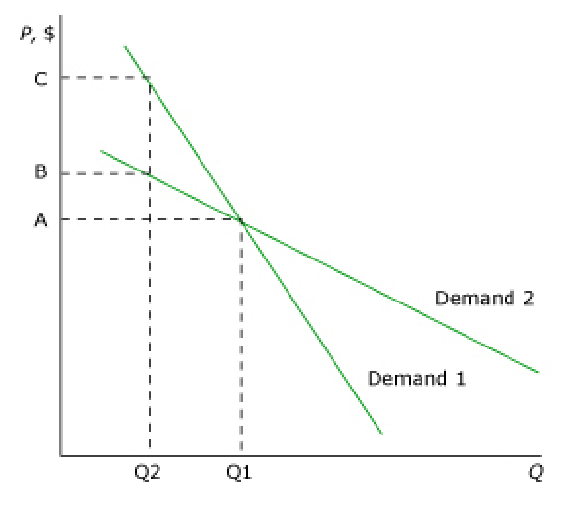 P, $
C
B
A
Demand 2
Demand 1
Q2 Q1 Q